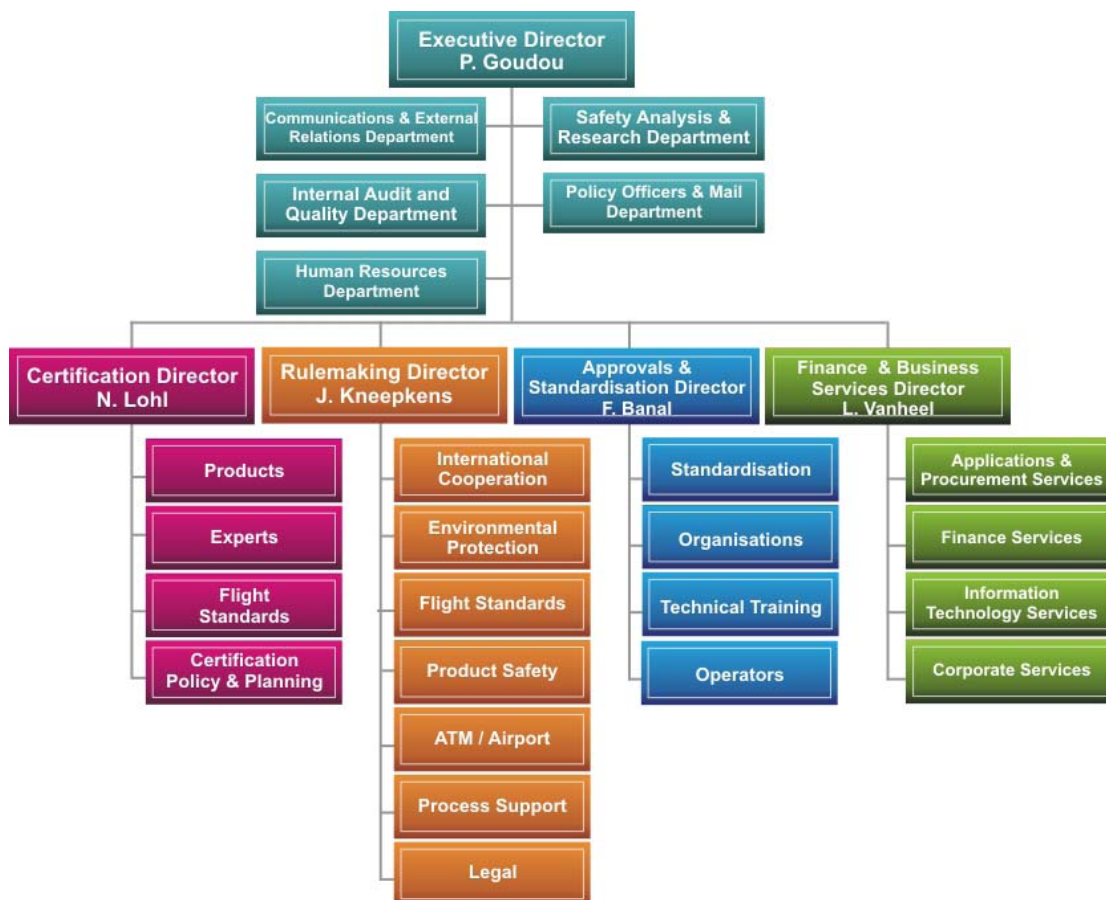 Executive Director
P. Goudou
Communications & External
Relations Department
Safety Analysis &
Research Department
Internal Audit and
Quality Department
Policy Officers & Mail
Department
Human Resources
Department
Certification Director
N. Lohl
Rulemaking Director
J. Kneepkens
Approvals &
Standardisation Director
F. Banal
Finance & Business
Services Director
L. Vanheel
Products
Experts
Flight
Standards
Certification
Policy & Planning
International
Cooperation
Environmental
Protection
Flight Standards
Product Safety
ATM / Airport
Process Support
Legal
Standardisation
Organisations
Technical Training
Operators
Applications &
Procurement Services
Finance Services
Information
Technology Services
Corporate Services